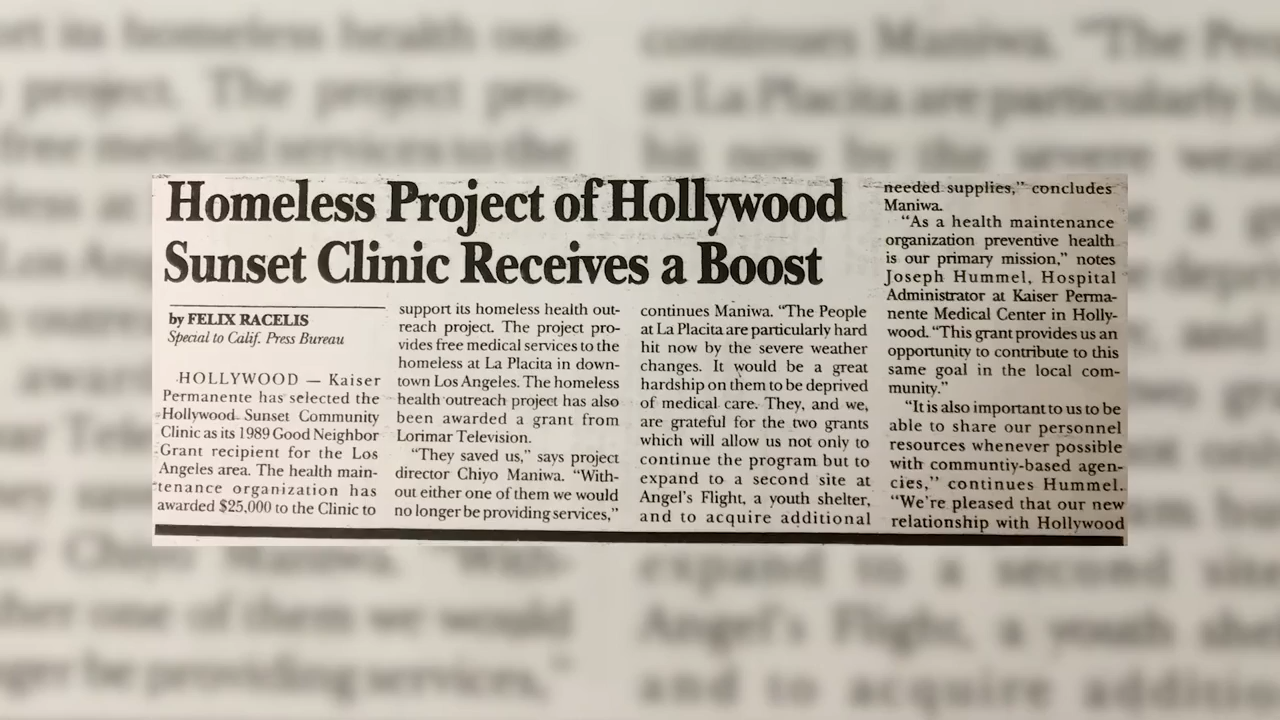 Homeless Project of Hollywood
Sunset Clinic Receives a Boost
by FELIX RACELIS
Special to Calif. Press Bureau
HOLLYWOOD — Kaiser
Permanente has selected the
Hollywood Sunset Community
Clinic as its 1989 Good Neighbor
Grant recipient for the Los
Angeles area. The health main-
tenance organization has
awarded $25,000 to the Clinic to
support its homeless health out-
reach project. The project pro-
vides free medical services to the
homeless at La Placita in down-
town Los Angeles. The homeless
health outreach project has also
been awarded a grant from
Lorimar Television.
"They saved us," says project
director Chiyo Maniwa. "With-
out either one of them we would
no longer be providing services,"
continues Maniwa. "The People
at La Placita are particularly hard
hit now by the severe weather
changes. It would be a great
hardship on them to be deprived
of medical care. They, and we,
are grateful for the two grants
which will allow us not only to
continue the program but to
expand to a second site at
Angel's Flight, a youth shelter,
and to acquire additional
needed supplies," concludes
Maniwa.
"As a health maintenance
organization preventive health
is our primary mission," notes
Joseph Hummel, Hospital
Administrator at Kaiser Perma-
nente Medical Center in Holly-
wood. "This grant provides us an
opportunity to contribute to this
same goal in the local com-
munity."
"It is also important to us to be
able to share our personnel
resources whenever possible
with communtiy-based agen-
cies," continues Hummel.
"We're pleased that our new
relationship with Hollywood